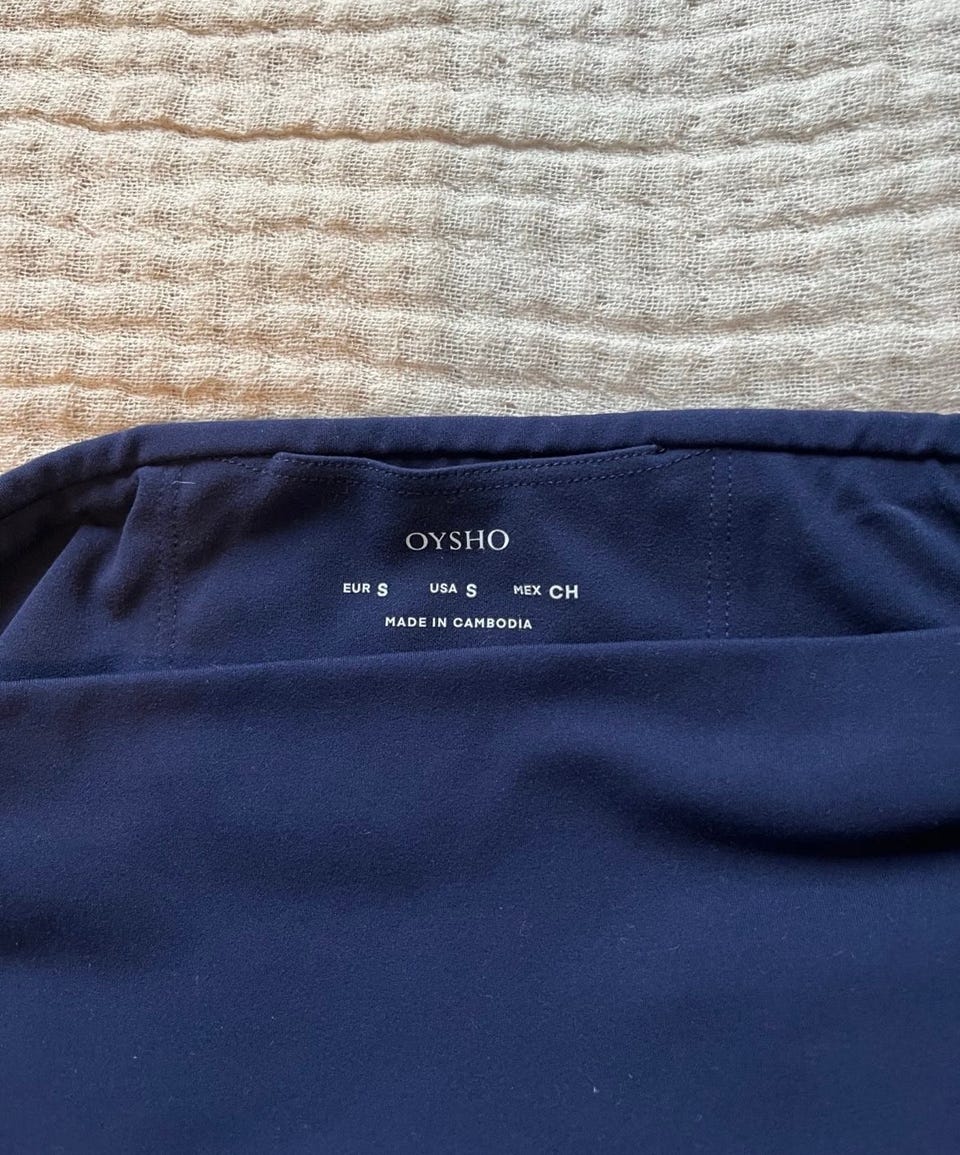 OYSHO
EUR S USA S MEX CH
MADE IN CAMBODIA